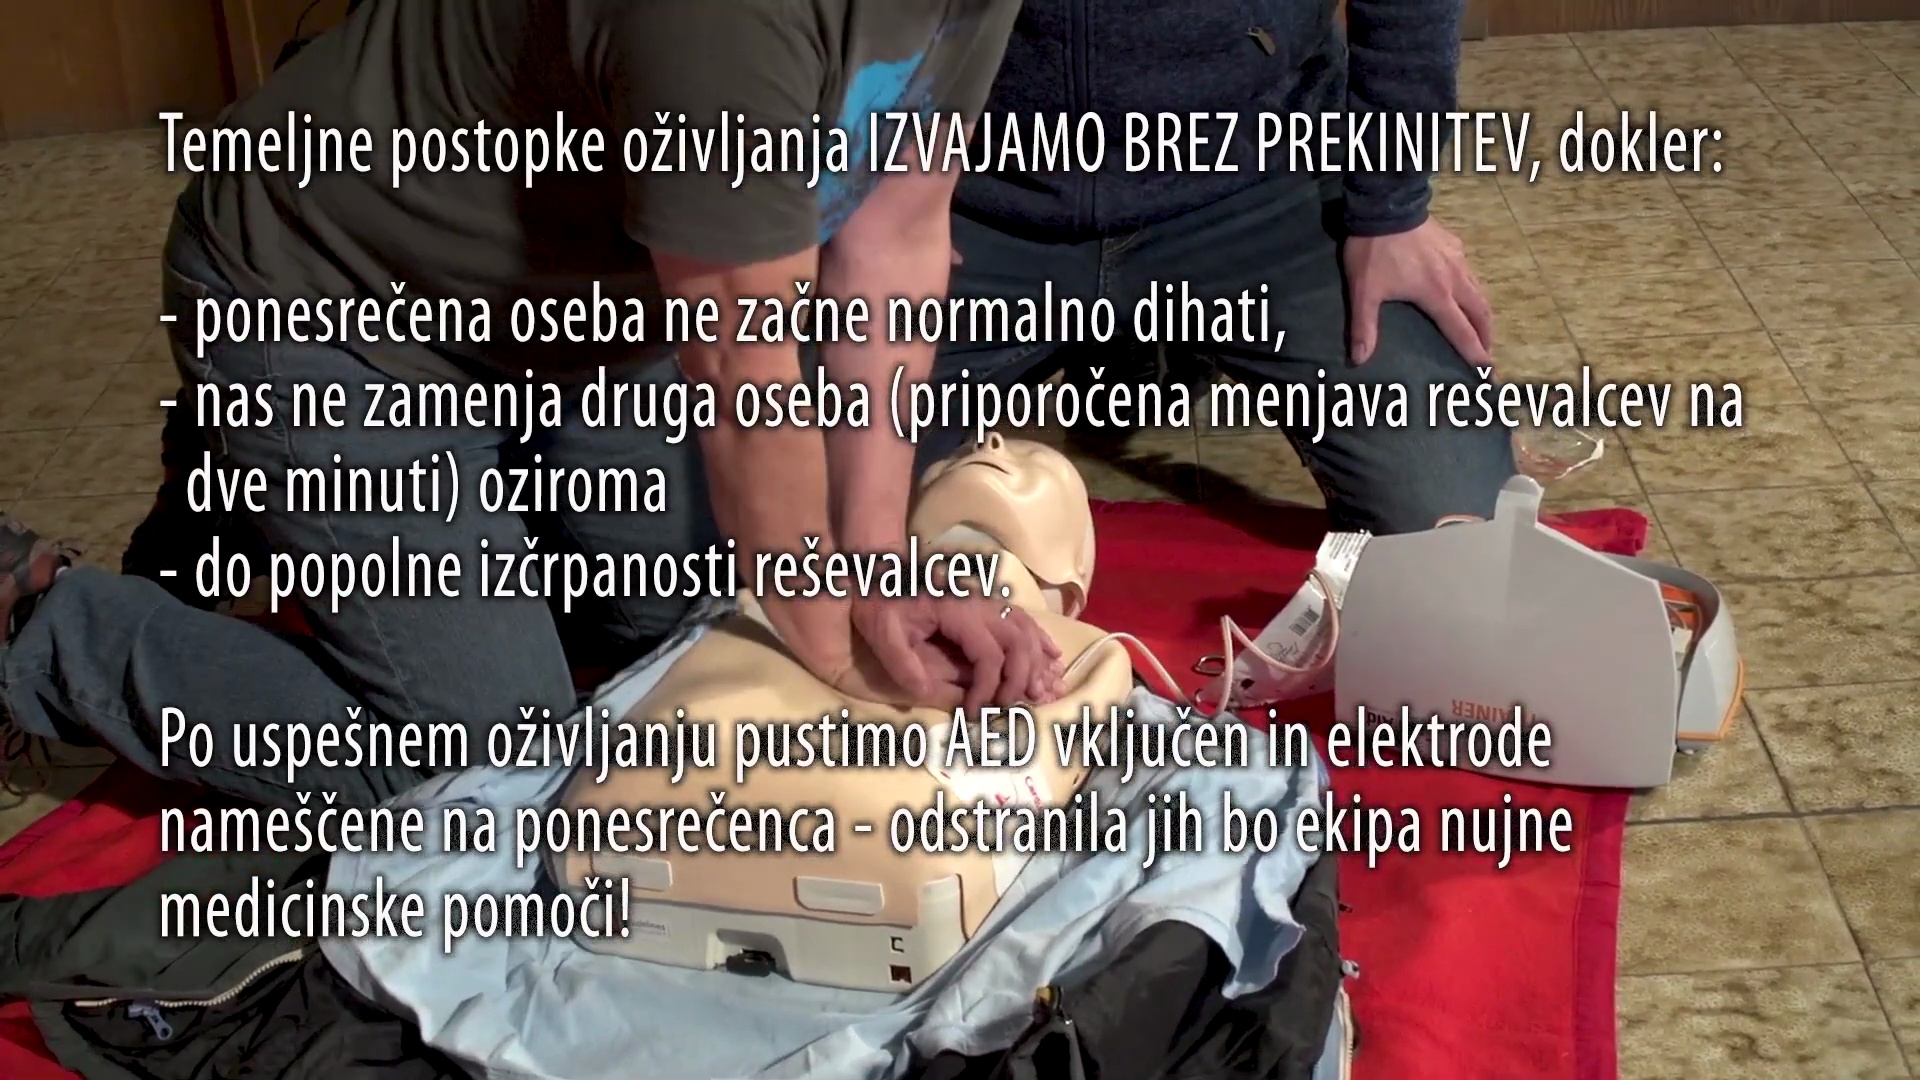 Temeljne postopke oživljanja IZVAJAMO BREZ PREKINITEV, dokler:
- ponesrečena oseba ne začne normalno dihati,
- nas ne zamenja druga oseba (priporočena menjava reševalcev na
dve minuti) oziroma
- do popolne izčrpanosti reševalcev.
Po uspešnem oživljanju pustimo AED vključen in elektrode
nameščene na ponesrečenca - odstranila jih bo ekipa nujne
medicinske pomoči!
TRAINER